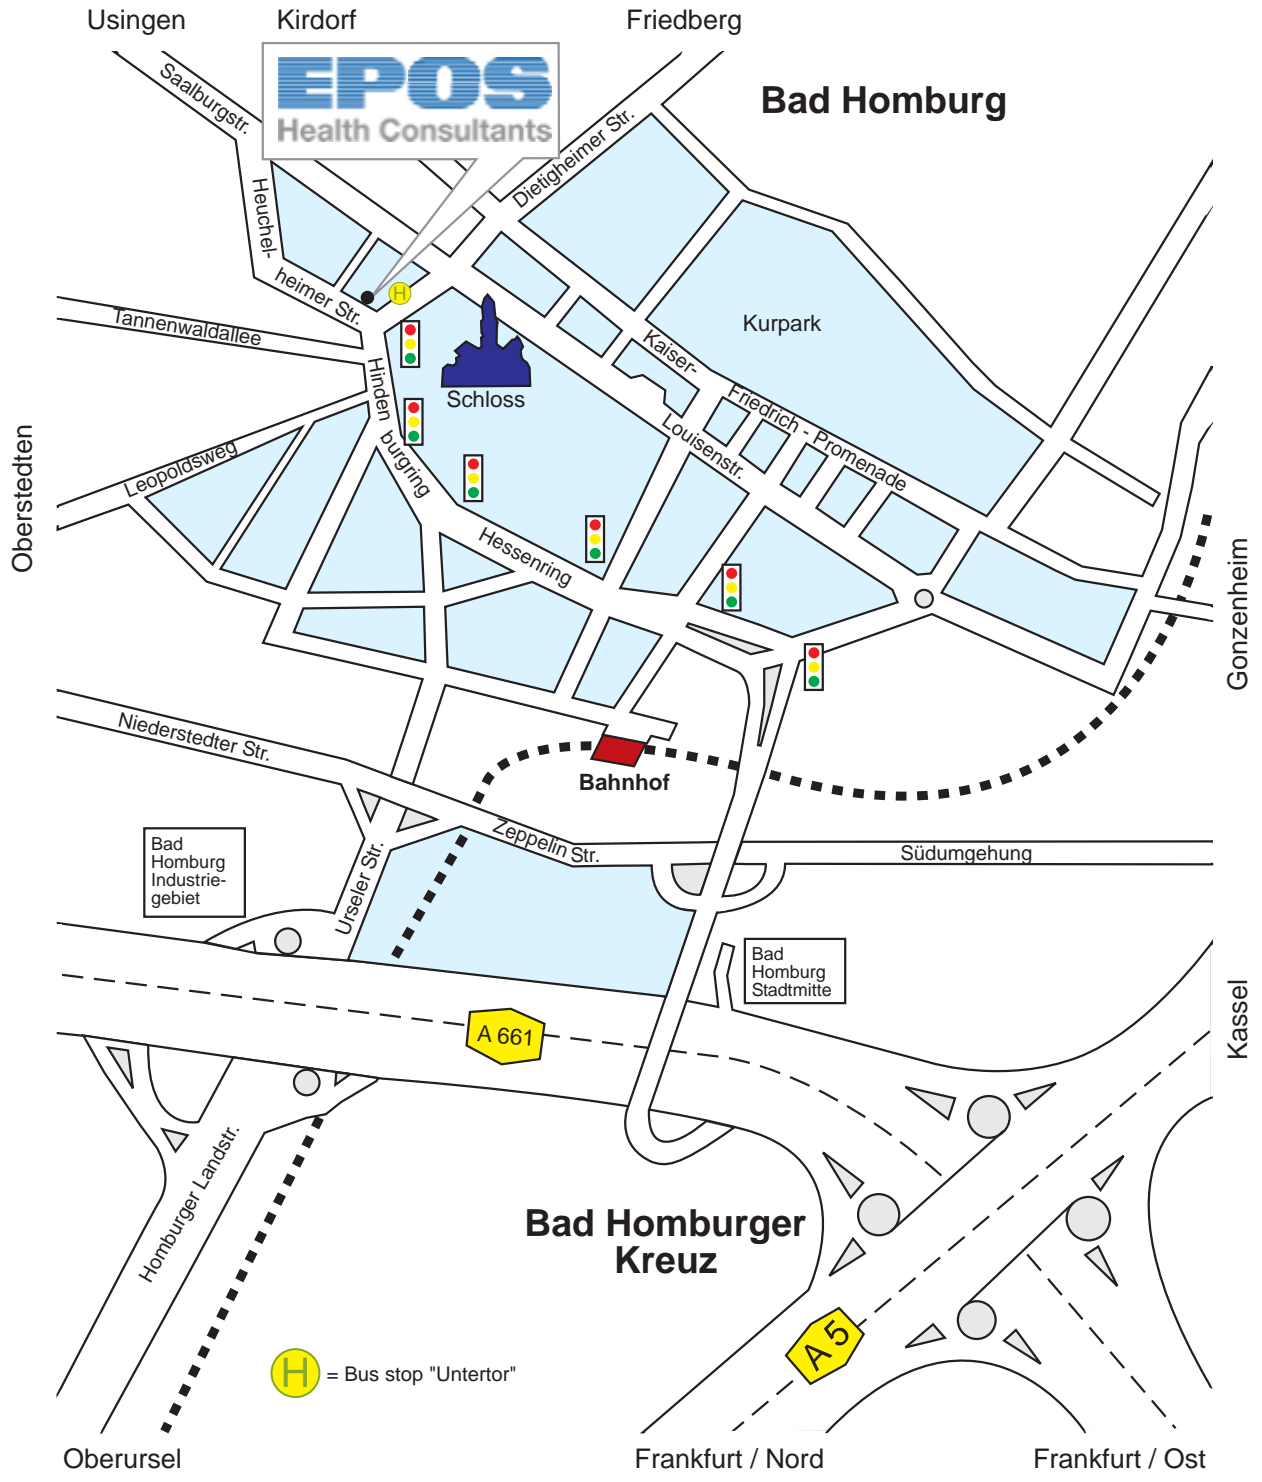 Usingen
Kirdorf
Friedberg
EPOS
Health Consultants
Bad Homburg
Saalburgstr.
Dietigheimer Str.
Heuchel-
heimer Str.
H
Tannenwaldallee
Kurpark
Schloss
Kaiser-
Friedrich - Promenade
Louisenstr.
Hinden
burgring
Leopoldsweg
Oberstedten
Hessenring
Gonzenheim
Niederstedter Str.
Bahnhof
Zeppelin Str.
Südumgehung
Bad
Homburg
Industrie-
gebiet
Urseler Str.
Bad
Homburg
Stadtmitte
Kassel
A 661
Homburger Landstr.
Bad Homburger
Kreuz
A 5
H = Bus stop "Untertor"
Oberursel
Frankfurt / Nord
Frankfurt / Ost